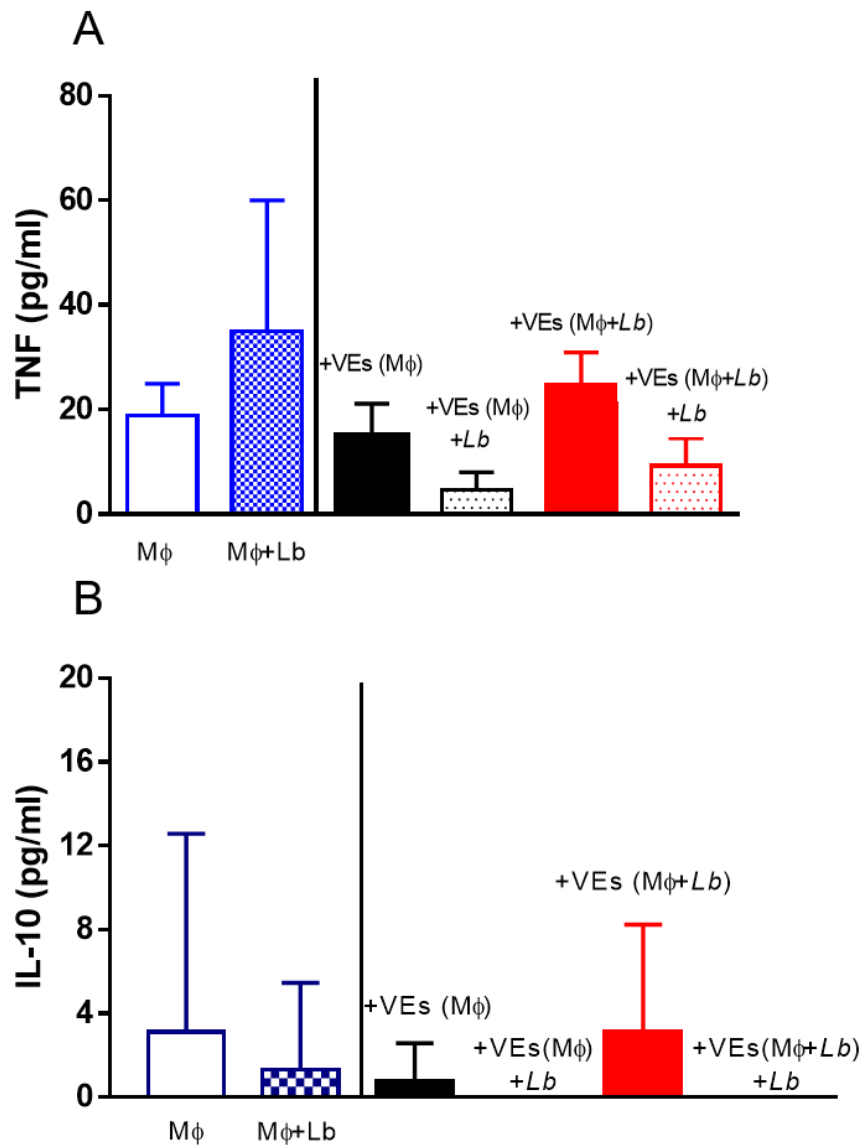 A
80
60
40
20
0
TNF (pg/ml)
+VEs (Mϕ)
+VEs (Mϕ)
+Lb
+VEs (Mϕ+Lb)
+VEs (Mϕ+Lb)
+Lb
Mϕ
Mϕ+Lb
B
20
16
12
8
4
0
IL-10 (pg/ml)
+VEs (Mϕ)
+VEs(Mϕ)
+Lb
+VEs (Mϕ+Lb)
+VEs(Mϕ+Lb)
+Lb
Mϕ
Mϕ+Lb